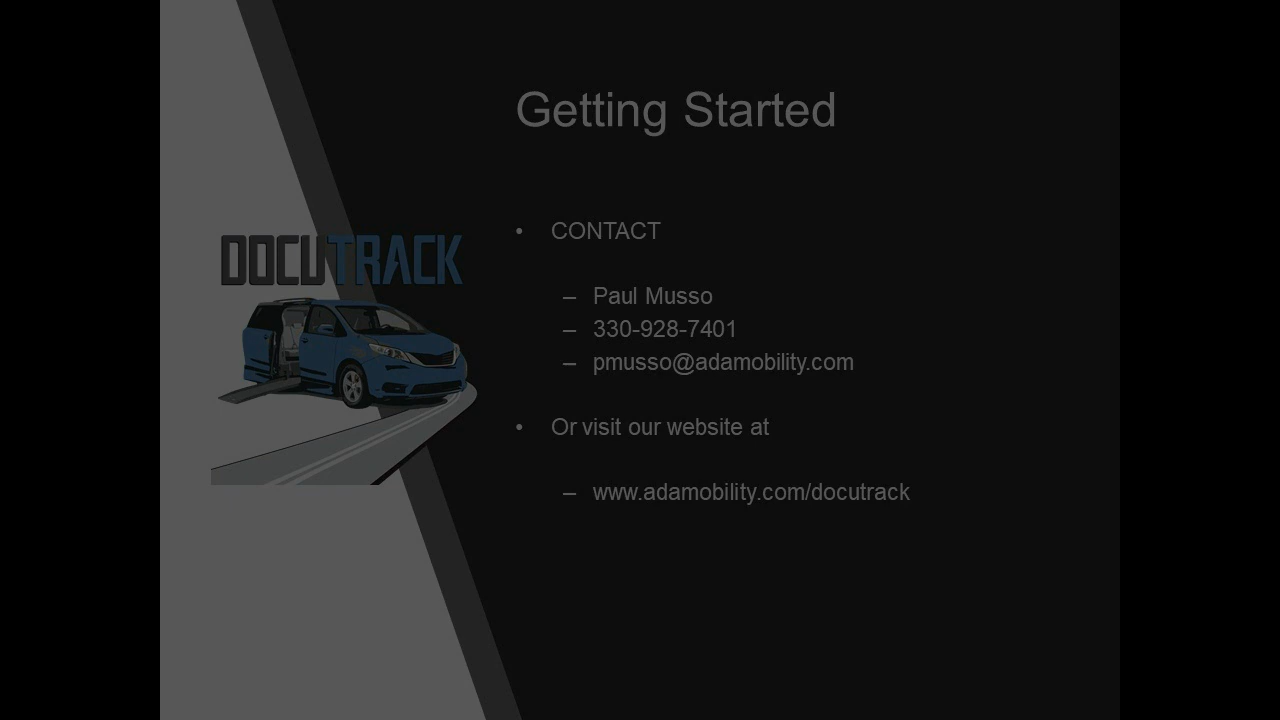 Getting Started
DOCUTRACK
• CONTACT
– Paul Musso
– 330-928-7401
– pmusso@adamobility.com
• Or visit our website at
– www.adamobility.com/docutrack